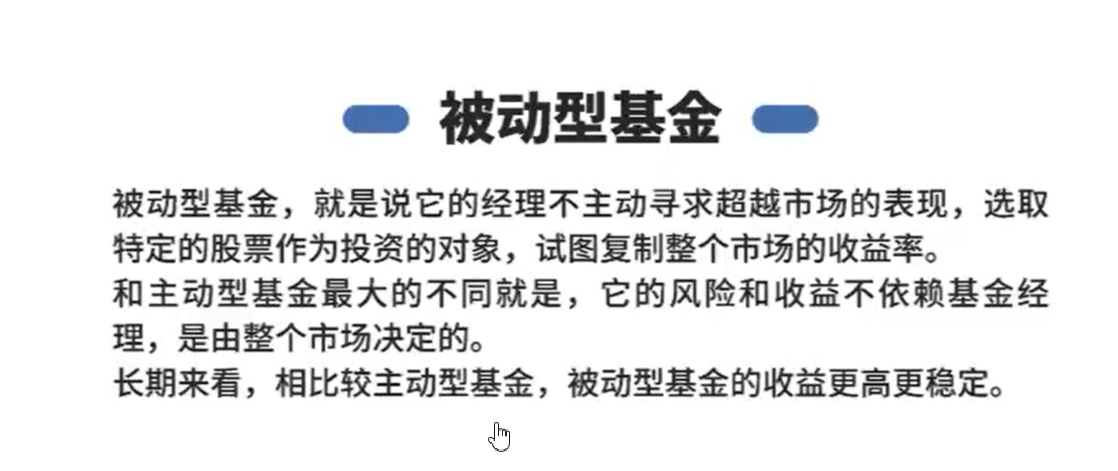 被动型基金
被动型基金，就是说它的经理不主动寻求超越市场的表现，选取
特定的股票作为投资的对象，试图复制整个市场的收益率。
和主动型基金最大的不同就是，它的风险和收益不依赖基金经
理，是由整个市场决定的。
长期来看，相比较主动型基金，被动型基金的收益更高更稳定。